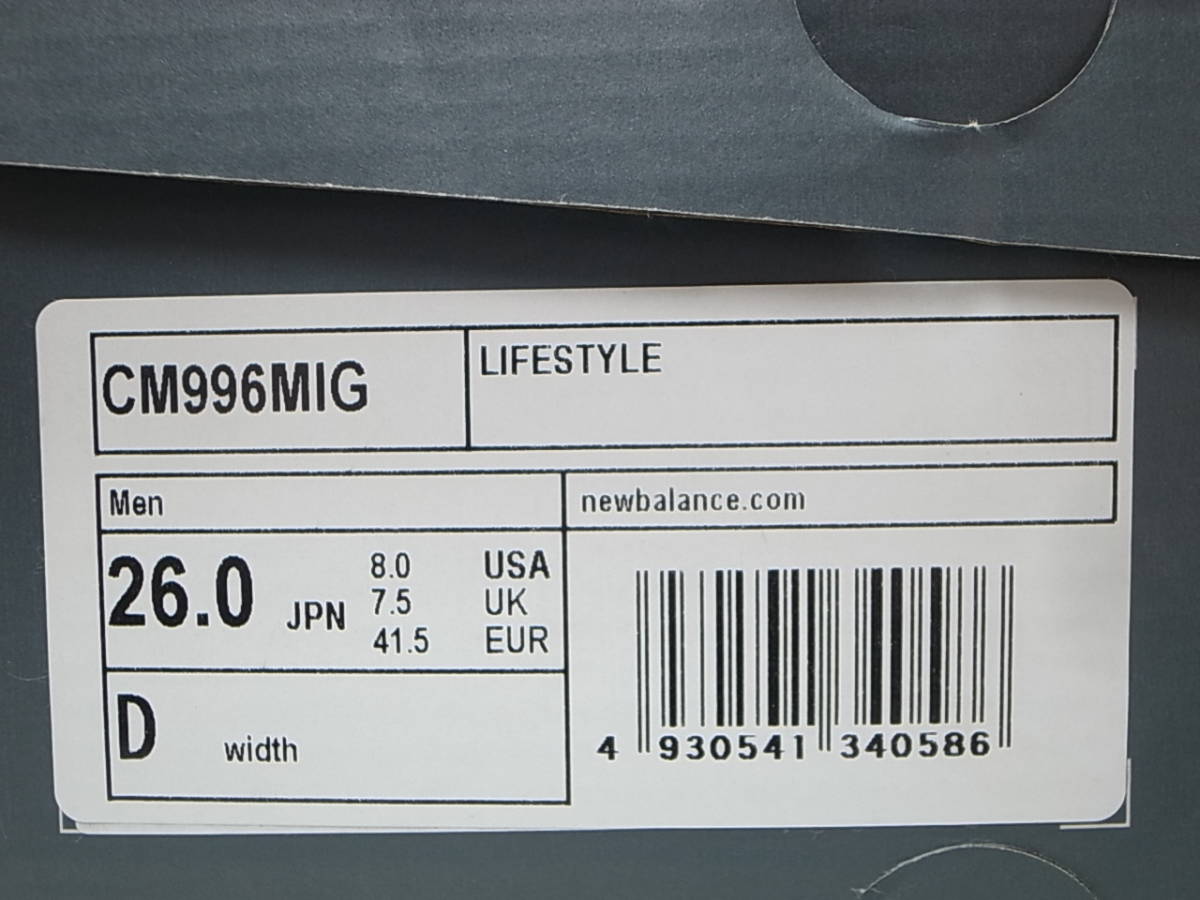 CM996MIG
LIFESTYLE
Men
newbalance.com
26.0 JPN
8.0 USA
7.5 UK
41.5 EUR
D width
4 930541 340586